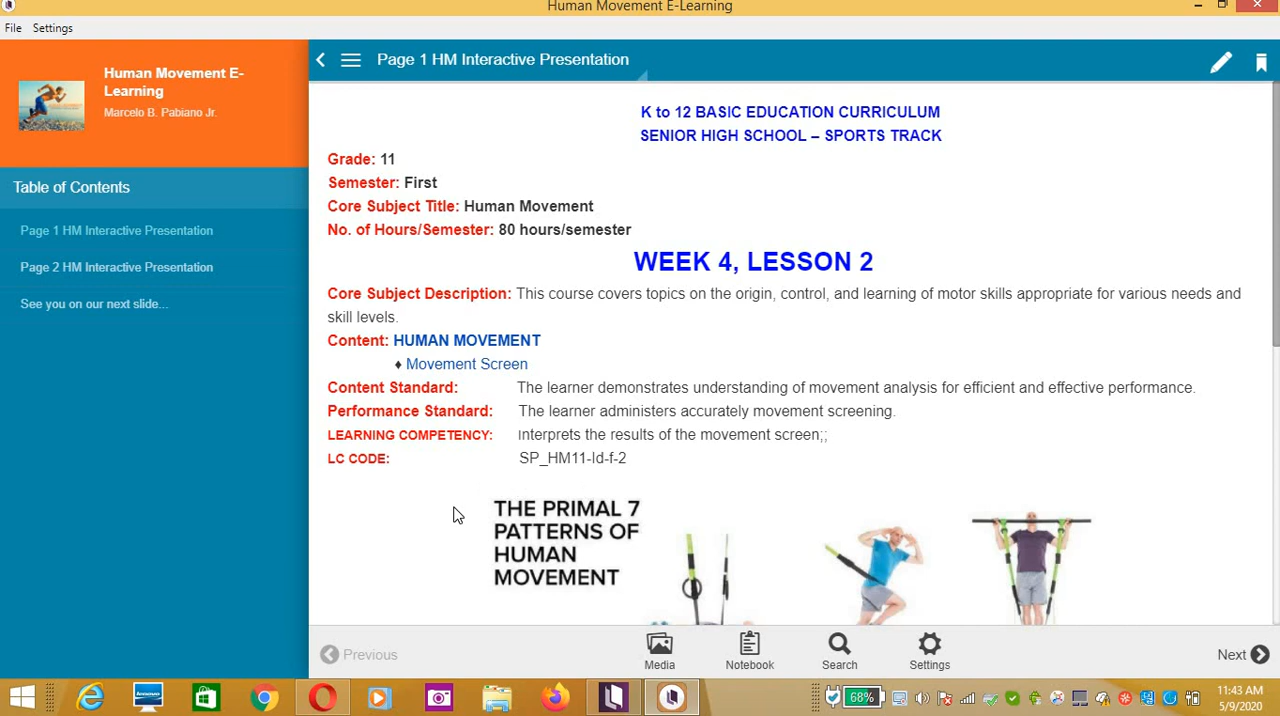 Human Movement E-Learning
File Settings
Human Movement E-
Learning
Marcelo B. Pabiano Jr.
Table of Contents
Page 1 HM Interactive Presentation
Page 2 HM Interactive Presentation
See you on our next slide...
Page 1 HM Interactive Presentation
K to 12 BASIC EDUCATION CURRICULUM
SENIOR HIGH SCHOOL – SPORTS TRACK
Grade: 11
Semester: First
Core Subject Title: Human Movement
No. of Hours/Semester: 80 hours/semester
WEEK 4, LESSON 2
Core Subject Description: This course covers topics on the origin, control, and learning of motor skills appropriate for various needs and
skill levels.
Content: HUMAN MOVEMENT
♦ Movement Screen
Content Standard: The learner demonstrates understanding of movement analysis for efficient and effective performance.
Performance Standard: The learner administers accurately movement screening.
LEARNING COMPETENCY: Interprets the results of the movement screen;;
LC CODE: SP_HM11-Id-f-2
THE PRIMAL 7
PATTERNS OF
HUMAN
MOVEMENT
Previous
Media
Notebook
Search
Settings
Next
lenovo
68%
11:43 AM
5/9/2020